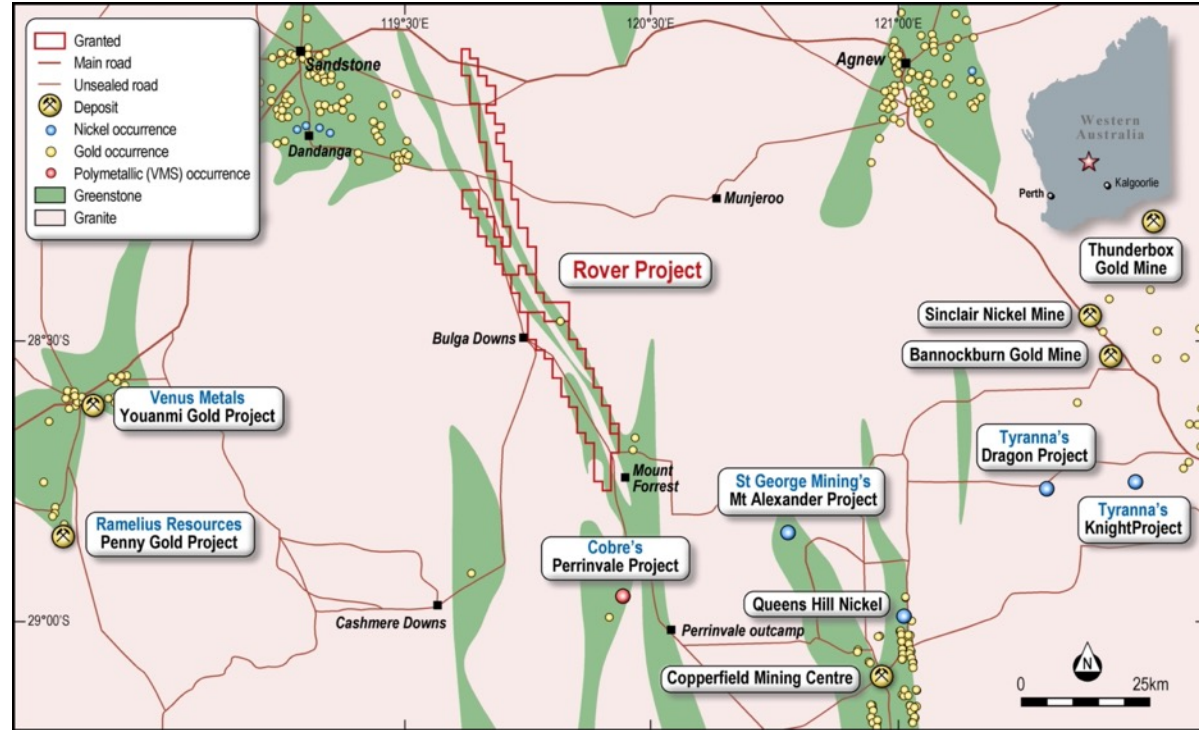 119°30'E
120°30'E
121°00'E
Granted
Main road
Unsealed road
Deposit
Nickel occurrence
Gold occurrence
Polymetallic (VMS) occurrence
Greenstone
Granite
Sandstone
Dandanga
Agnew
Munjeroo
Western
Australia
Perth
Kalgoorlie
Thunderbox
Gold Mine
Rover Project
Sinclair Nickel Mine
Bannockburn Gold Mine
28°30'S
Bulga Downs
Venus Metals
Youanmi Gold Project
Tyranna's
Dragon Project
Mount
Forrest
St George Mining's
Mt Alexander Project
Tyranna's
KnightProject
Ramelius Resources
Penny Gold Project
Cobre's
Perrinvale Project
Queens Hill Nickel
29°00'S
Cashmere Downs
Perrinvale outcamp
Copperfield Mining Centre
N
0
25km